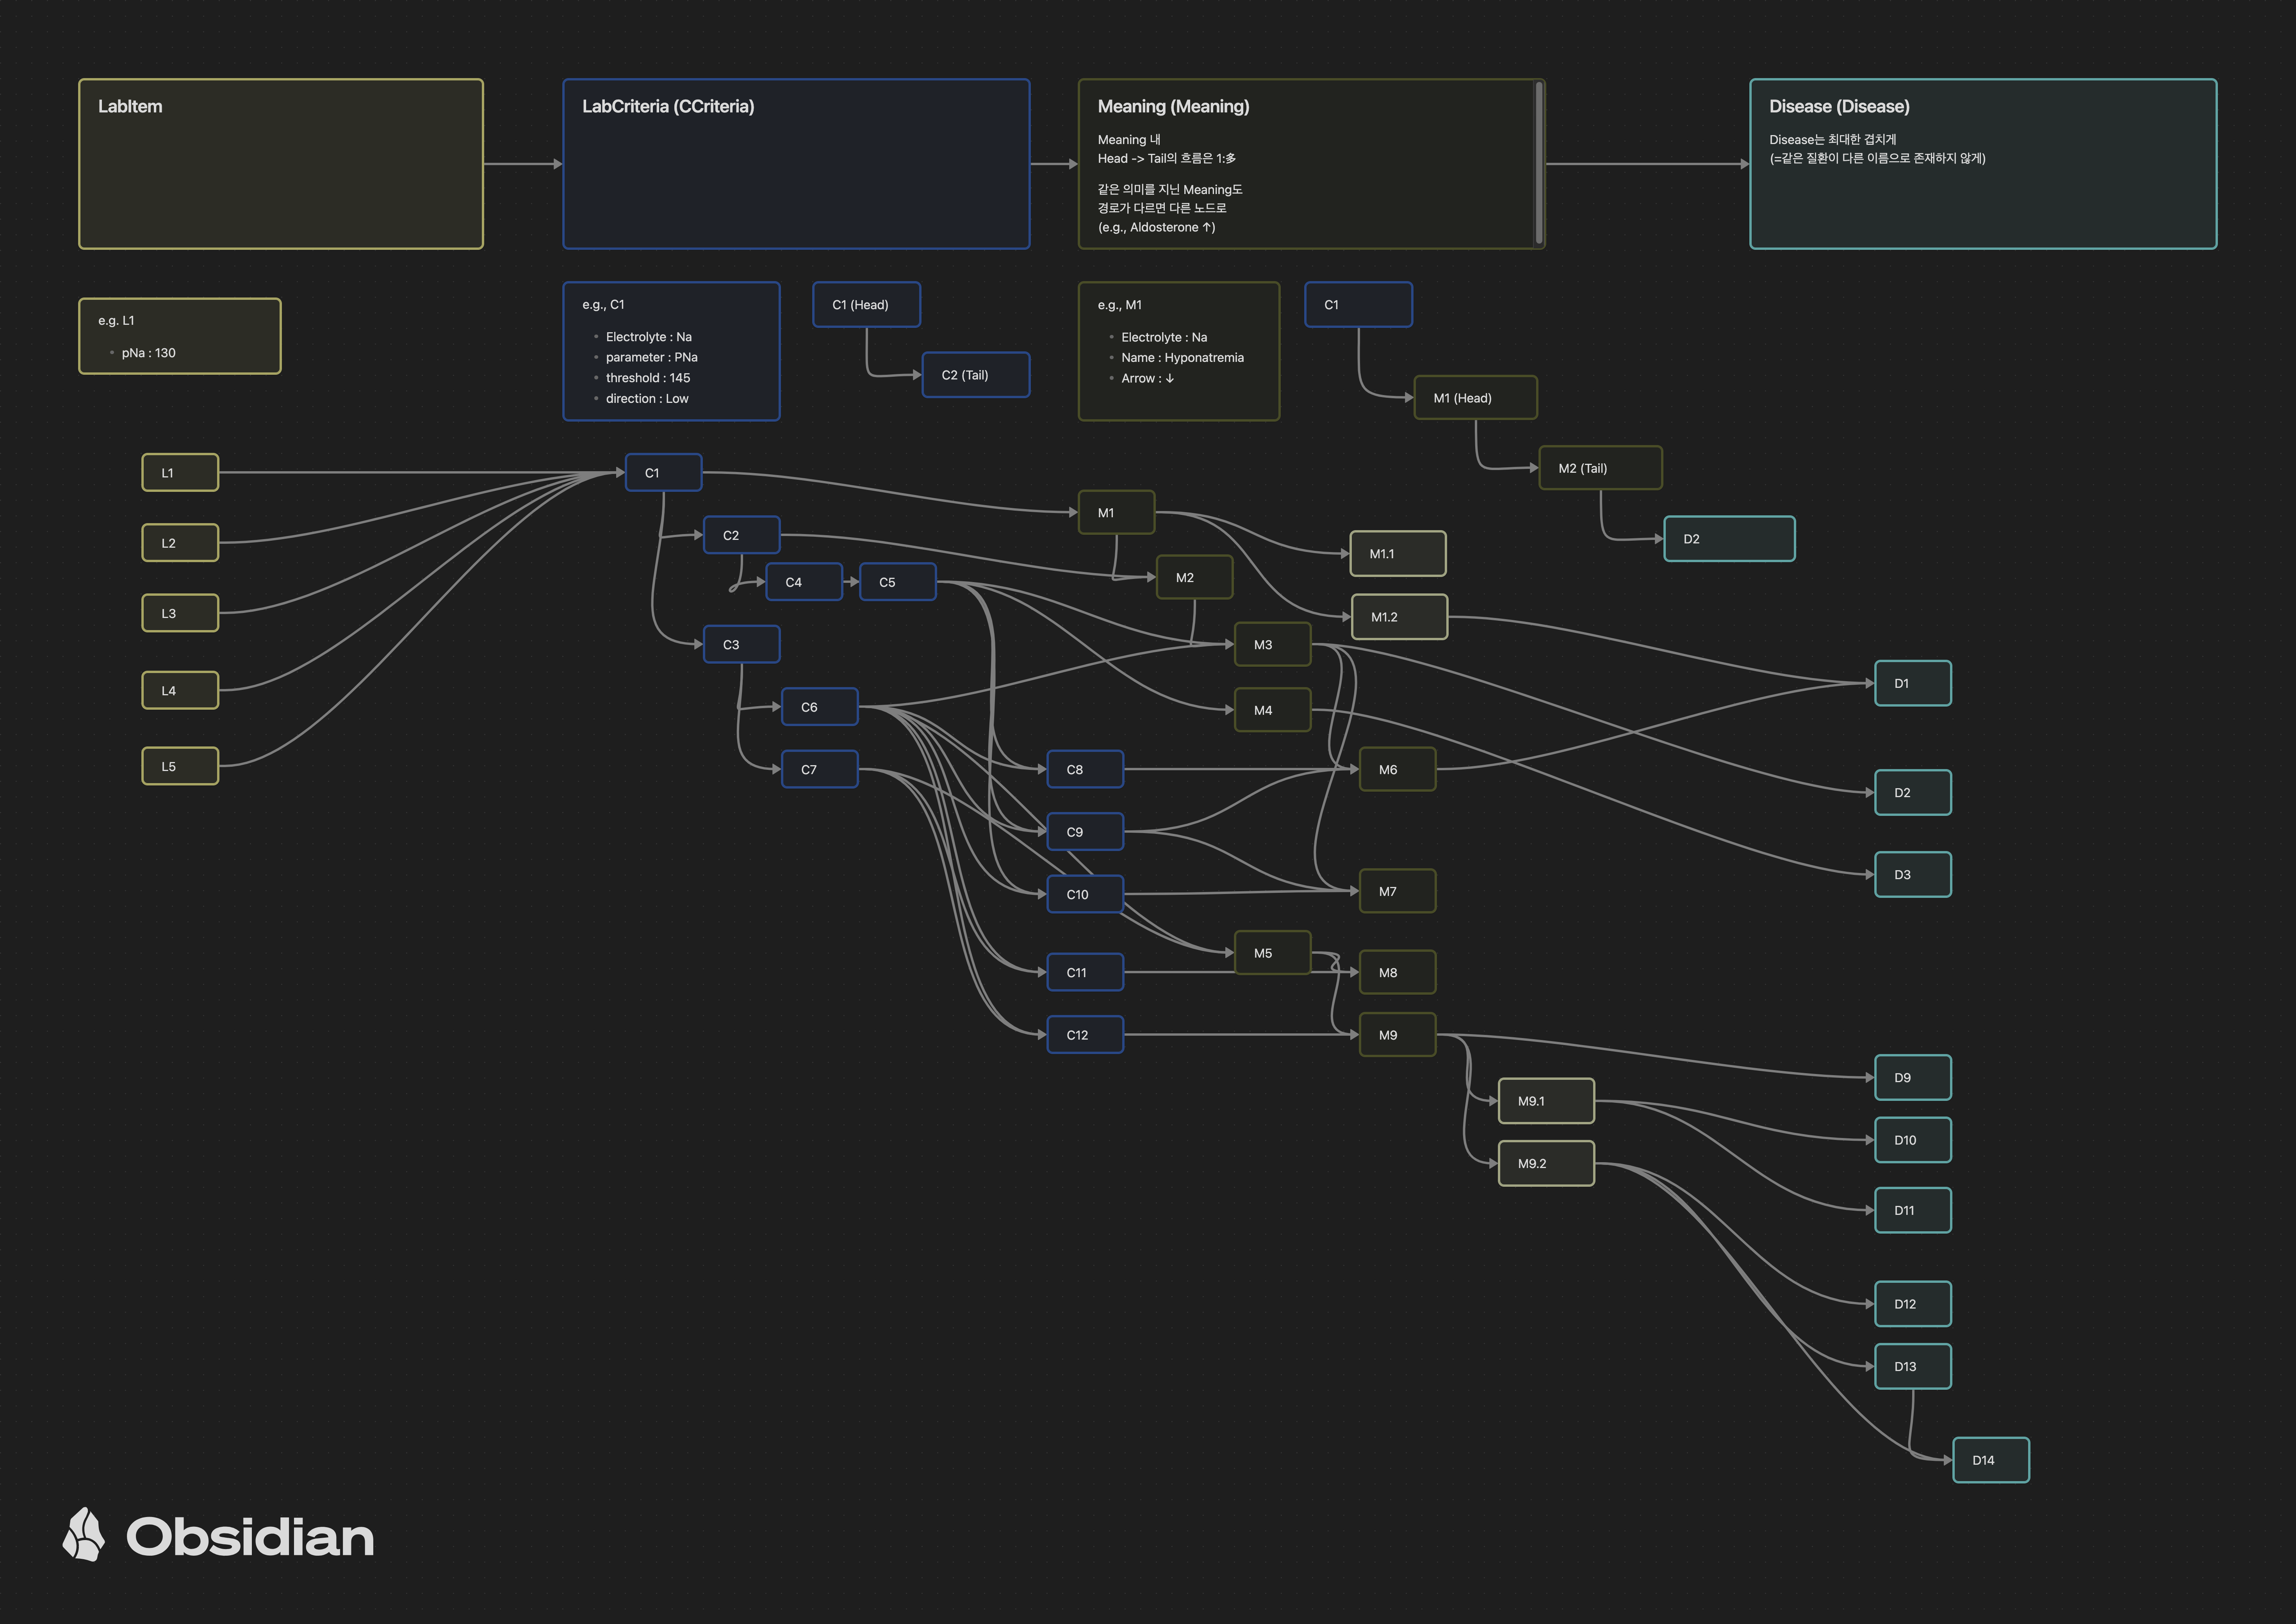 LabItem
LabCriteria (CCriteria)
Meaning (Meaning)
Meaning 내
Head -> Tail의 흐름은 1:多
같은 의미를 지닌 Meaning도
경로가 다르면 다른 노드로
(e.g., Aldosterone ↑)
Disease (Disease)
Disease는 최대한 겹치게
(=같은 질환이 다른 이름으로 존재하지 않게)
e.g. L1
pNa : 130
e.g., C1
Electrolyte : Na
parameter : PNa
threshold : 145
direction : Low
C1 (Head)
C2 (Tail)
e.g., M1
Electrolyte : Na
Name : Hyponatremia
Arrow : ↓
C1
M1 (Head)
M2 (Tail)
D2
L1
L2
L3
L4
L5
C1
C2
C4
C5
C3
C6
C7
C8
C9
C10
C11
C12
M1
M2
M3
M4
M5
M1.1
M1.2
M6
M7
M8
M9
M9.1
M9.2
D1
D2
D3
D9
D10
D11
D12
D13
D14
Obsidian